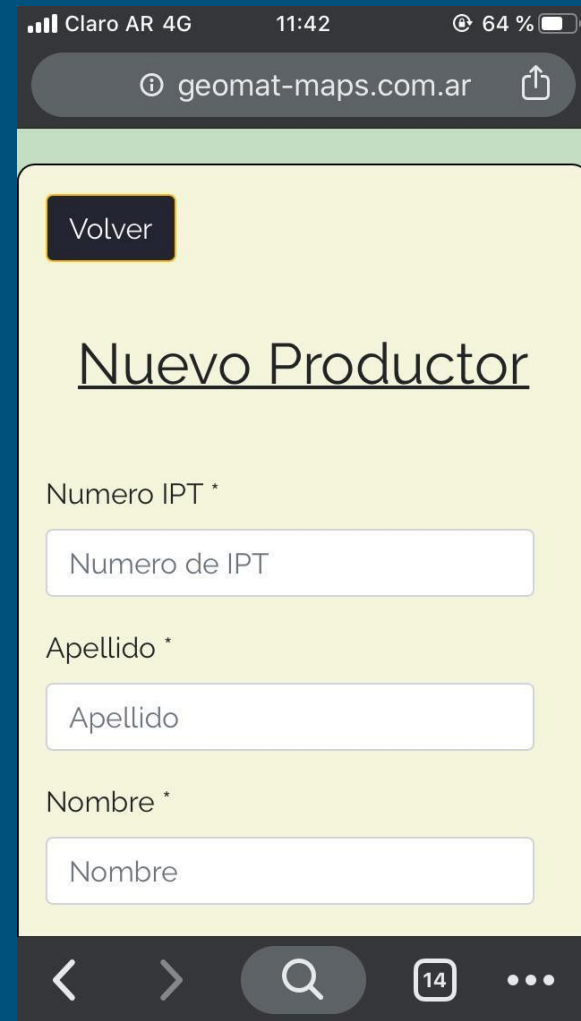 Claro AR 4G 11:42 64 %
geomat-maps.com.ar
Volver
Nuevo Productor
Numero IPT *
Numero de IPT
Apellido *
Apellido
Nombre *
Nombre
14